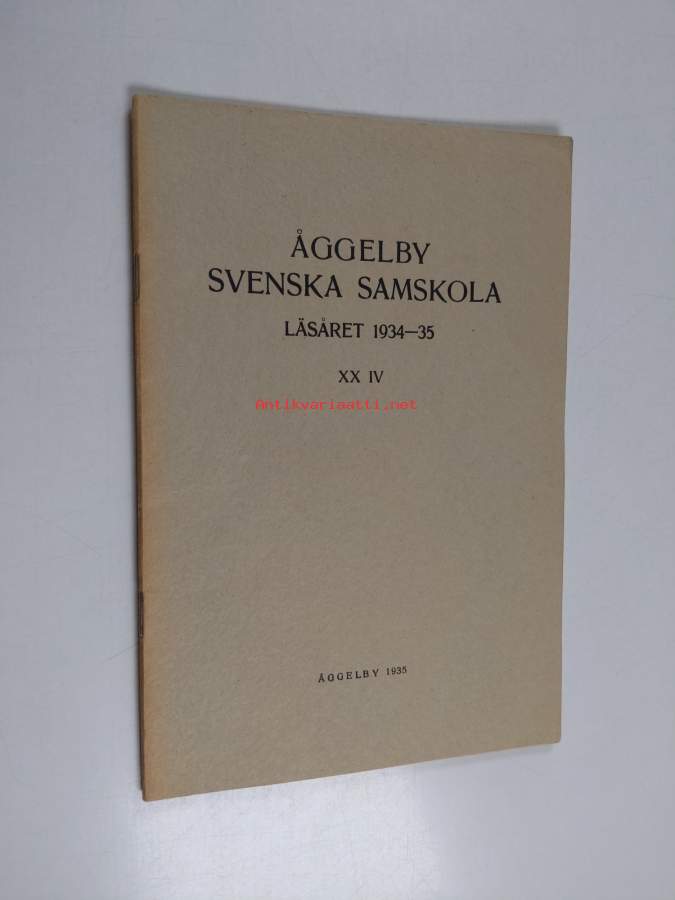 ÅGGELBY
SVENSKA SAMSKOLA
LÄSÅRET 1934—35
XX IV
Antikvariaatti.net
ÅGGELBY 1935